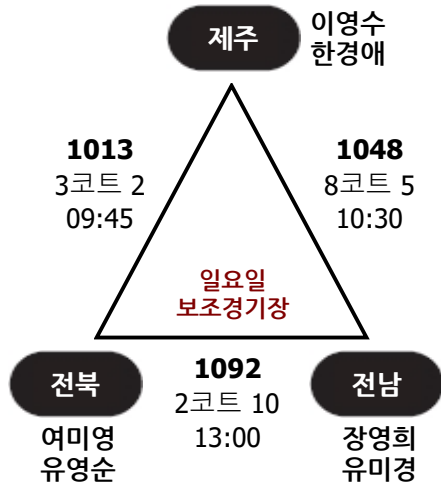 제주
이영수
한경애
1013
3코트 2
09:45
1048
8코트 5
10:30
일요일
보조경기장
전북
여미영
유영순
1092
2코트 10
13:00
전남
장영희
유미경